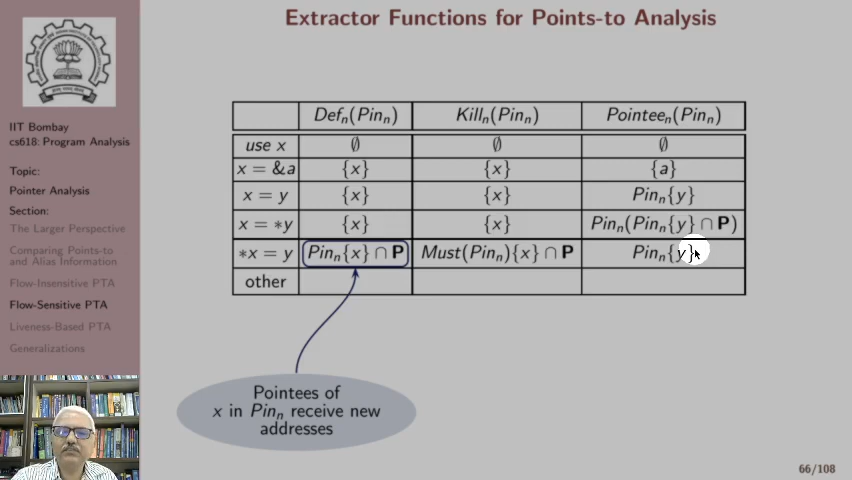 Extractor Functions for Points-to Analysis
IIT Bombay
cs618: Program Analysis
Topic:
Pointer Analysis
Section:
The Larger Perspective
Comparing Points-to
and Alias Information
Flow-Insensitive PTA
Flow-Sensitive PTA
Liveness-Based PTA
Generalizations
Defₙ(Pinₙ) Killₙ(Pinₙ) Pointeeₙ(Pinₙ)
use x ∅ ∅ ∅
x = &a {x} {x} {a}
x = y {x} {x} Pinₙ{y}
x = *y {x} {x} Pinₙ(Pinₙ{y} ∩ P)
*x = y Pinₙ{x} ∩ P Must(Pinₙ){x} ∩ P Pinₙ{y}
other
Pointees of
x in Pinₙ receive new
addresses
66/108